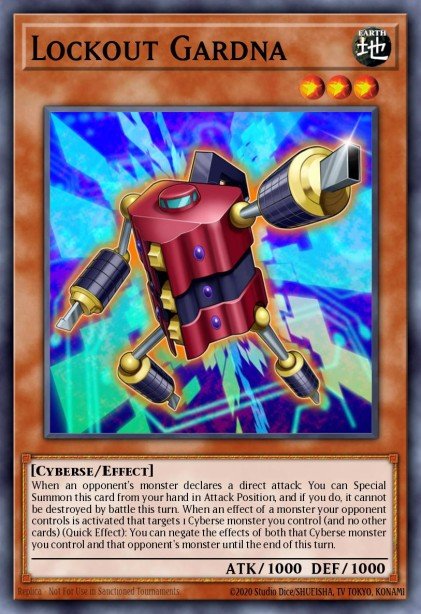 Lockout Gardna
EARTH
地
[Cyberse/Effect]
When an opponent's monster declares a direct attack: You can Special
Summon this card from your hand in Attack Position, and if you do, it cannot
be destroyed by battle this turn. When an effect of a monster your opponent
controls is activated that targets 1 Cyberse monster you control (and no other
cards) (Quick Effect): You can negate the effects of both that Cyberse monster
you control and that opponent's monster until the end of this turn.
ATK/1000 DEF/1000
Replica - Not For Use in Sanctioned Tournaments
©2020 Studio Dice/SHUEISHA, TV TOKYO, KONAMI